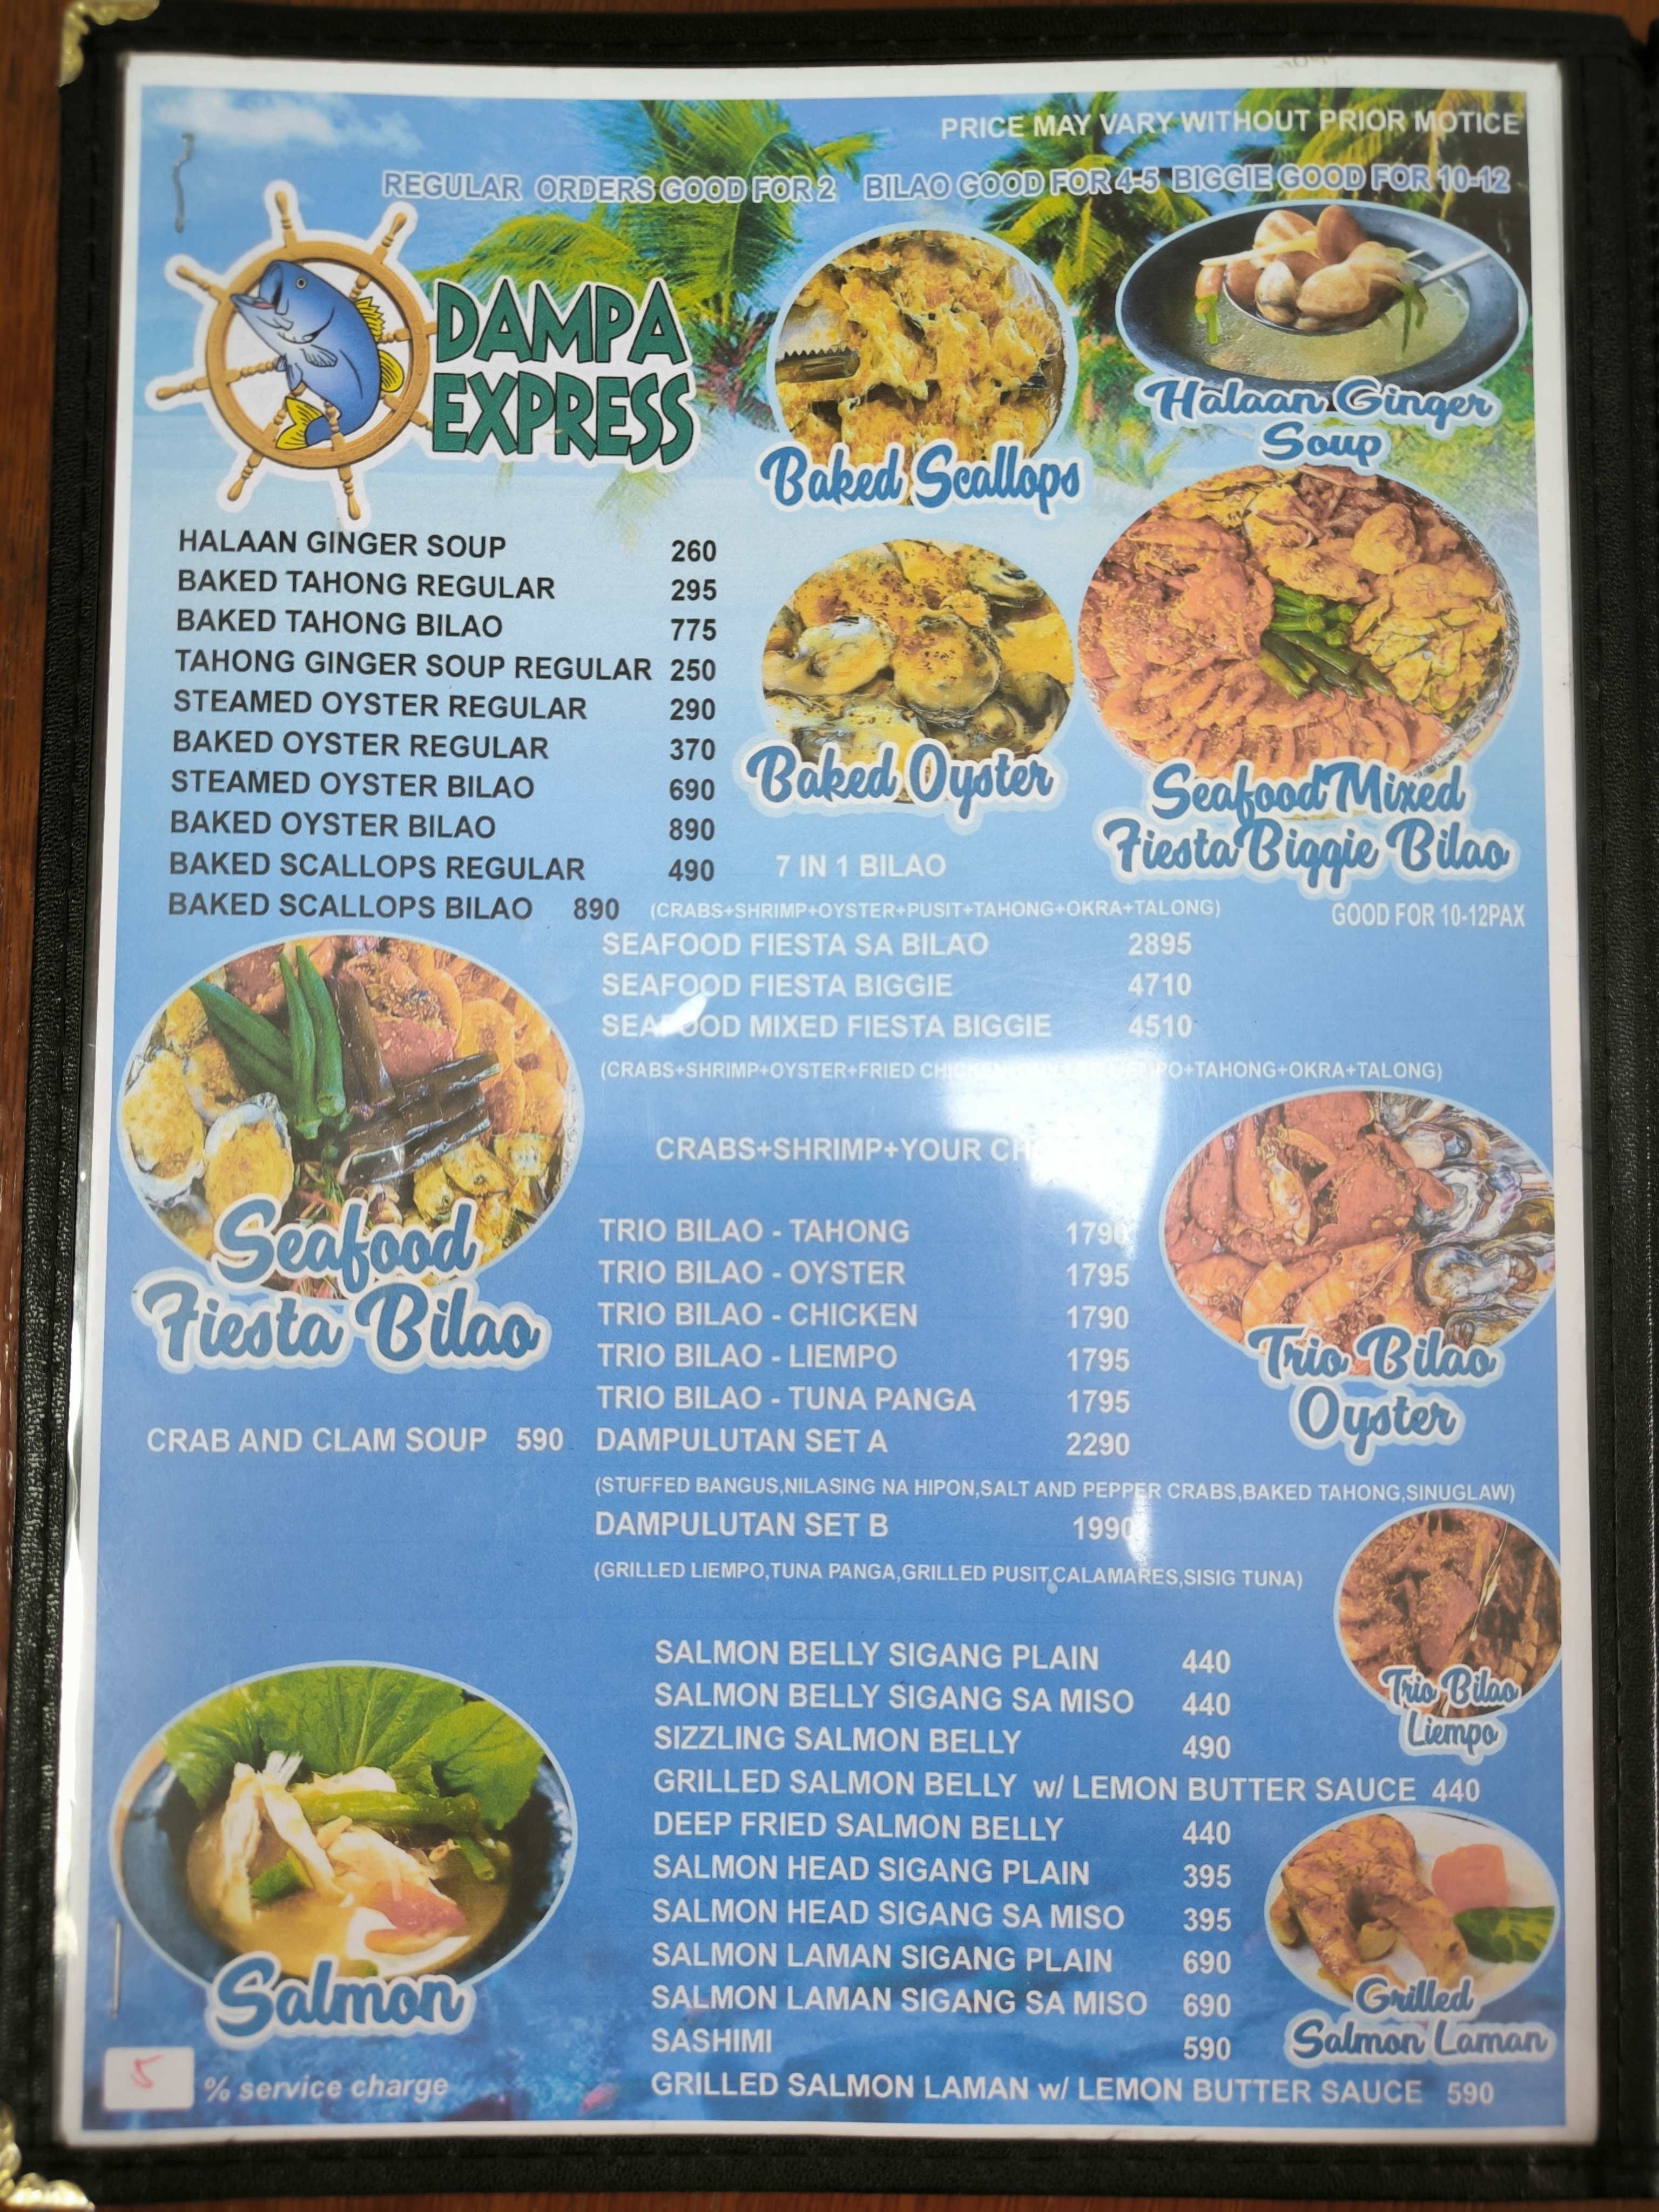 PRICE MAY VARY WITHOUT PRIOR MOTICE
REGULAR ORDERS GOOD FOR 2 BILAO GOOD FOR 4-5 BIGGIE GOOD FOR 10-12
DAMPA
EXPRESS
Baked Scallops
Halaan Ginger
Soup
HALAAN GINGER SOUP 260
BAKED TAHONG REGULAR 295
BAKED TAHONG BILAO 775
TAHONG GINGER SOUP REGULAR 250
STEAMED OYSTER REGULAR 290
BAKED OYSTER REGULAR 370
STEAMED OYSTER BILAO 690
BAKED OYSTER BILAO 890
BAKED SCALLOPS REGULAR 490
BAKED SCALLOPS BILAO 890
Baked Oyster
Seafood Mixed
Fiesta Biggie Bilao
GOOD FOR 10-12PAX
7 IN 1 BILAO
(CRABS+SHRIMP+OYSTER+PUSIT+TAHONG+OKRA+TALONG)
SEAFOOD FIESTA SA BILAO 2895
SEAFOOD FIESTA BIGGIE 4710
SEAFOOD MIXED FIESTA BIGGIE 4510
(CRABS+SHRIMP+OYSTER+FRIED CHICKEN+GRILLED LIEMPO+TAHONG+OKRA+TALONG)
Seafood
Fiesta Bilao
CRABS+SHRIMP+YOUR
TRIO BILAO - TAHONG 1790
TRIO BILAO - OYSTER 1795
TRIO BILAO - CHICKEN 1790
TRIO BILAO - LIEMPO 1795
TRIO BILAO - TUNA PANGA 1795
Trio Bilao
Oyster
CRAB AND CLAM SOUP 590
DAMPULUTAN SET A 2290
(STUFFED BANGUS,NILASING NA HIPON,SALT AND PEPPER CRABS,BAKED TAHONG,SINUGLAW)
DAMPULUTAN SET B 1990
(GRILLED LIEMPO,TUNA PANGA,GRILLED PUSIT,CALAMARES,SISIG TUNA)
Trio Bilao
Liempo
SALMON BELLY SIGANG PLAIN 440
SALMON BELLY SIGANG SA MISO 440
SIZZLING SALMON BELLY 490
GRILLED SALMON BELLY w/ LEMON BUTTER SAUCE 440
DEEP FRIED SALMON BELLY 440
SALMON HEAD SIGANG PLAIN 395
SALMON HEAD SIGANG SA MISO 395
SALMON LAMAN SIGANG PLAIN 690
SALMON LAMAN SIGANG SA MISO 690
SASHIMI 590
GRILLED SALMON LAMAN w/ LEMON BUTTER SAUCE 590
Grilled
Salmon Laman
Salmon
5 % service charge